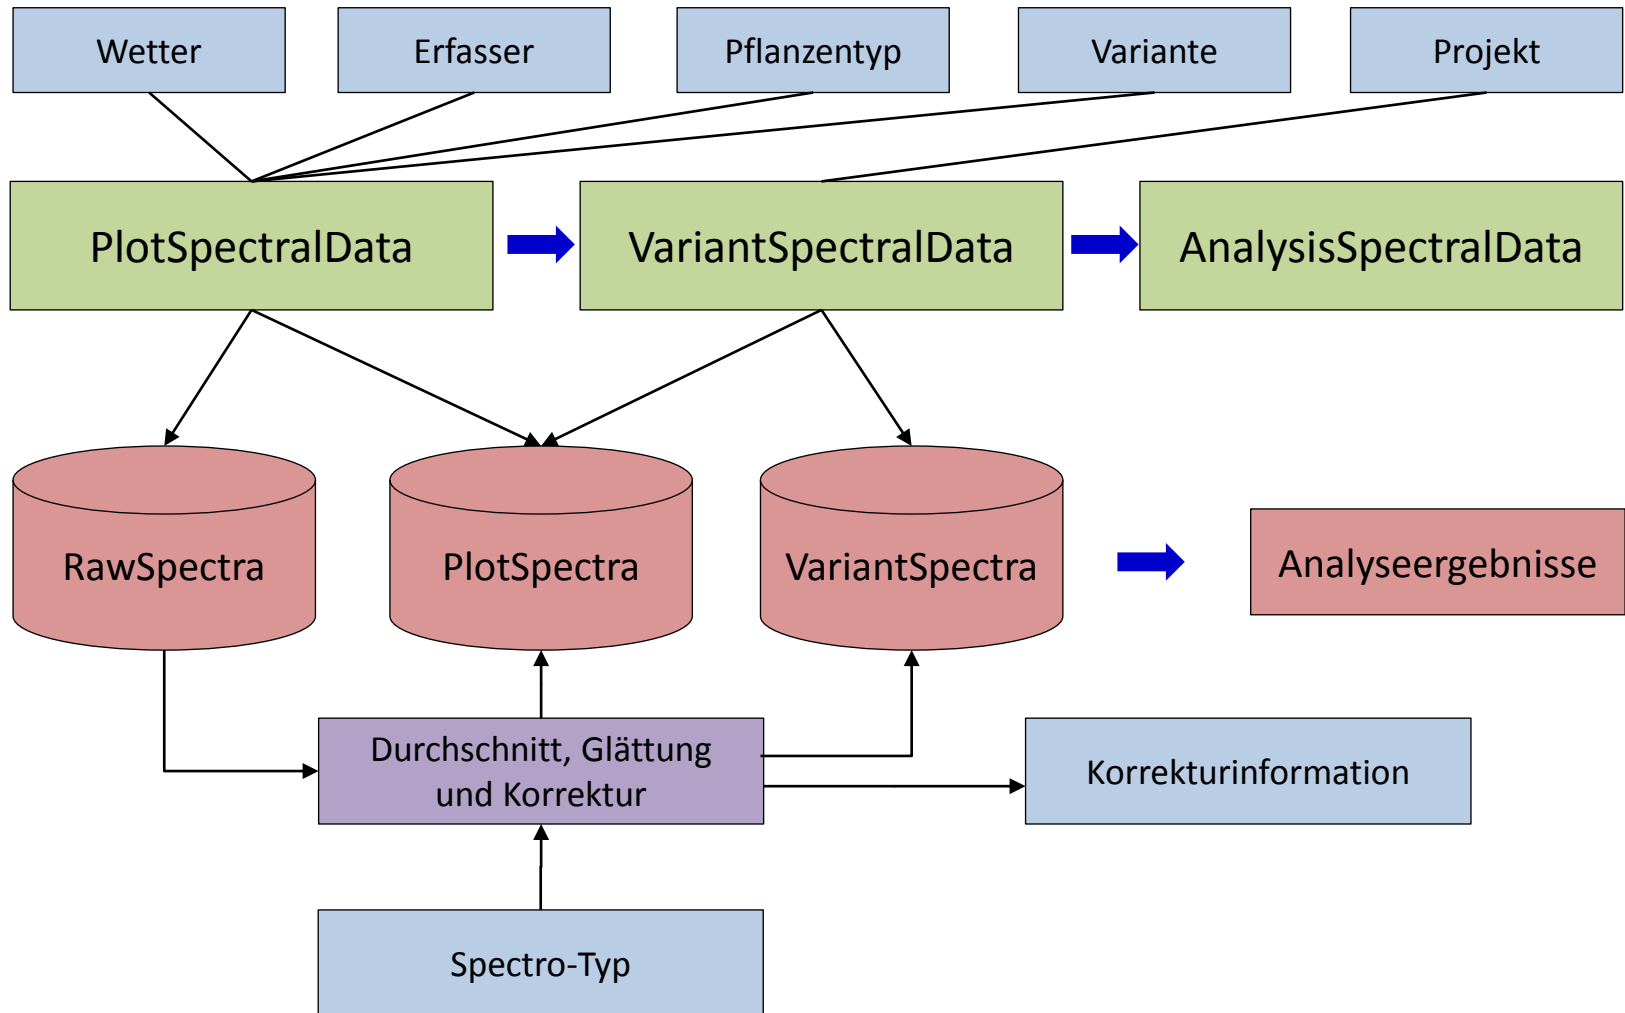 Wetter
Erfasser
Pflanzentyp
Variante
Projekt
PlotSpectralData
VariantSpectralData
AnalysisSpectralData
RawSpectra
PlotSpectra
VariantSpectra
Analyseergebnisse
Durchschnitt, Glättung
und Korrektur
Korrekturinformation
Spectro-Typ